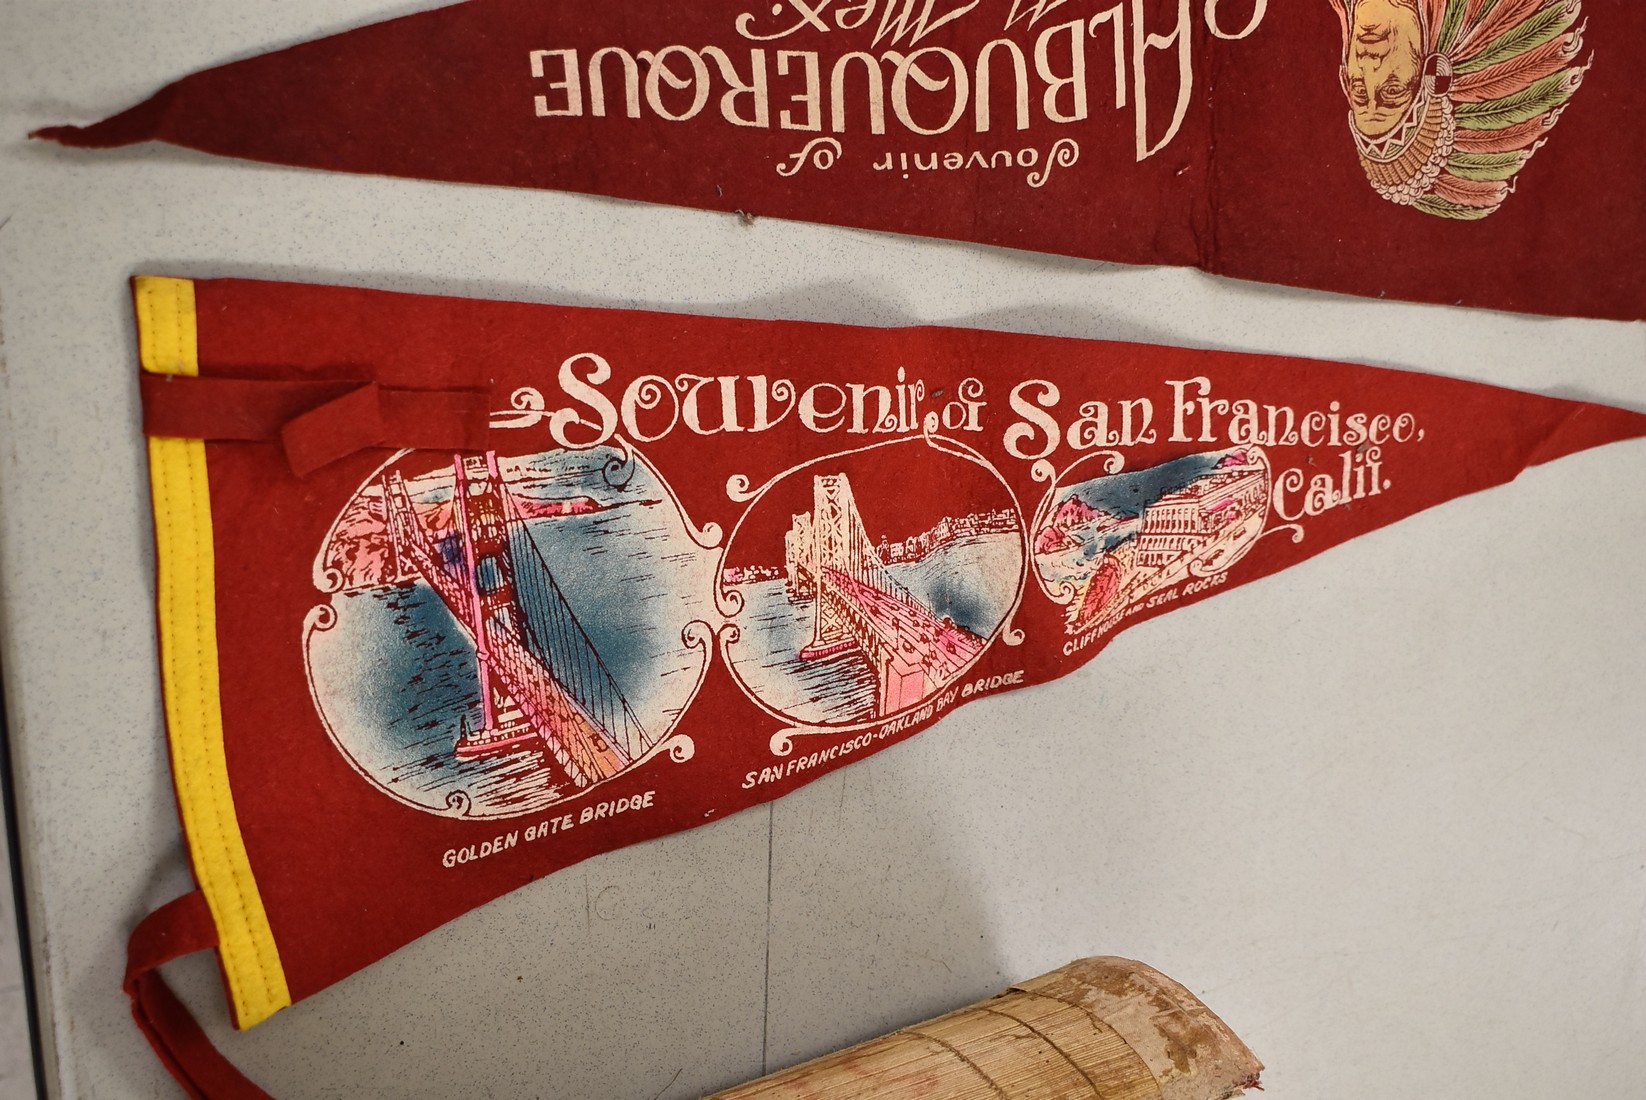 Souvenir of
ALBUQUERQUE
N. Mex.
Souvenir of San Francisco,
Calif.
GOLDEN GATE BRIDGE
SAN FRANCISCO-OAKLAND BAY BRIDGE
CLIFF HOUSE AND SEAL ROCKS